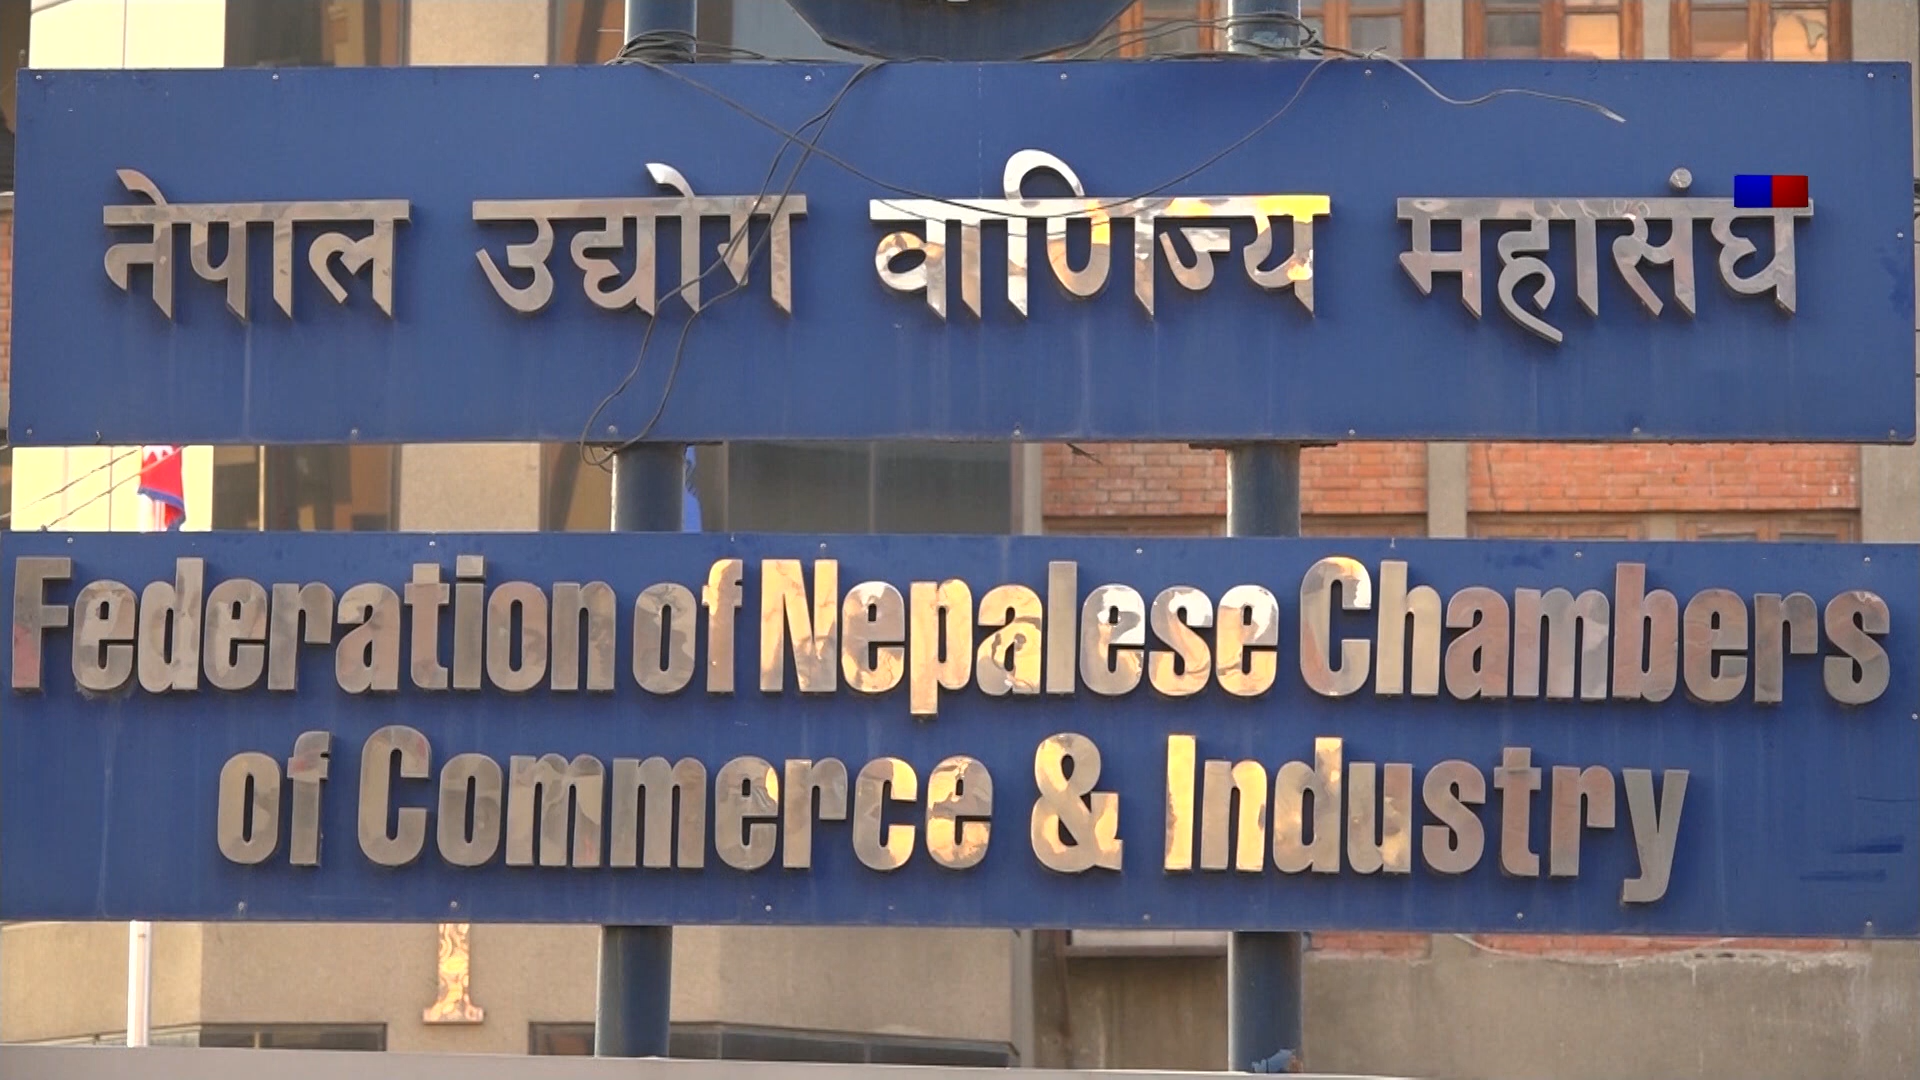 नेपाल उद्योग वाणिज्य महासंघ
Federation of Nepalese Chambers
of Commerce & Industry